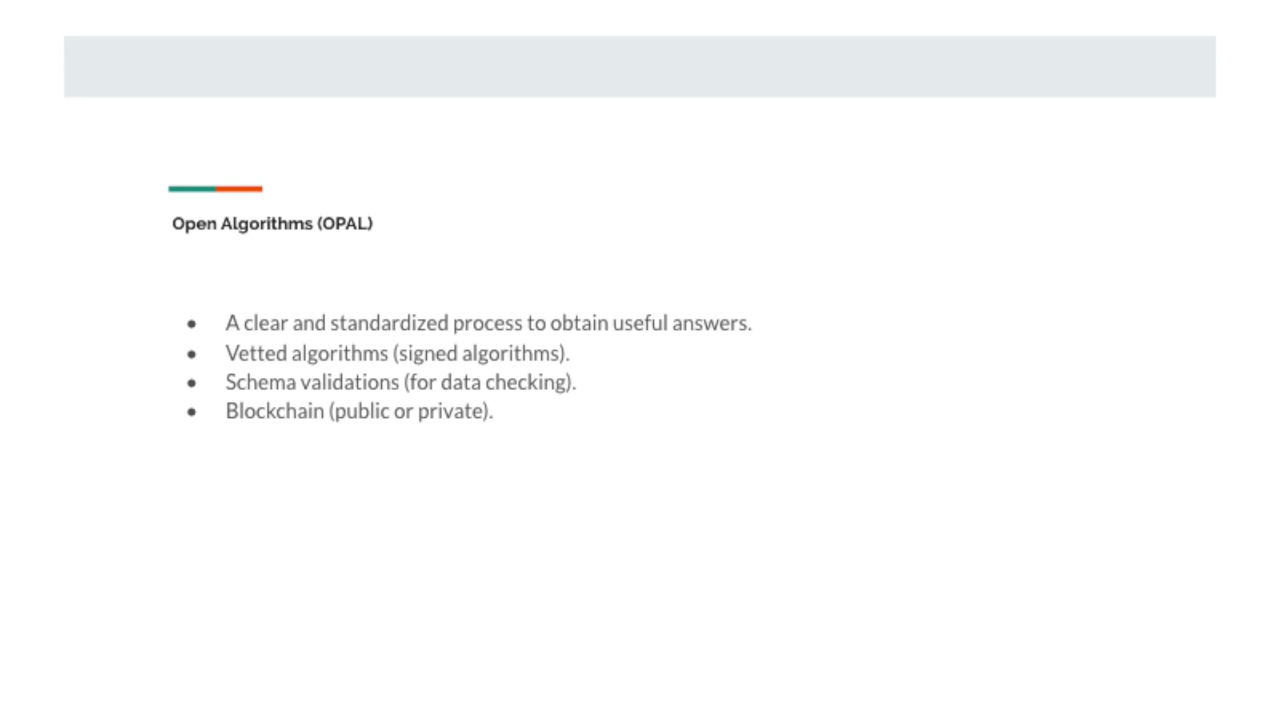 Open Algorithms (OPAL)
● A clear and standardized process to obtain useful answers.
● Vetted algorithms (signed algorithms).
● Schema validations (for data checking).
● Blockchain (public or private).